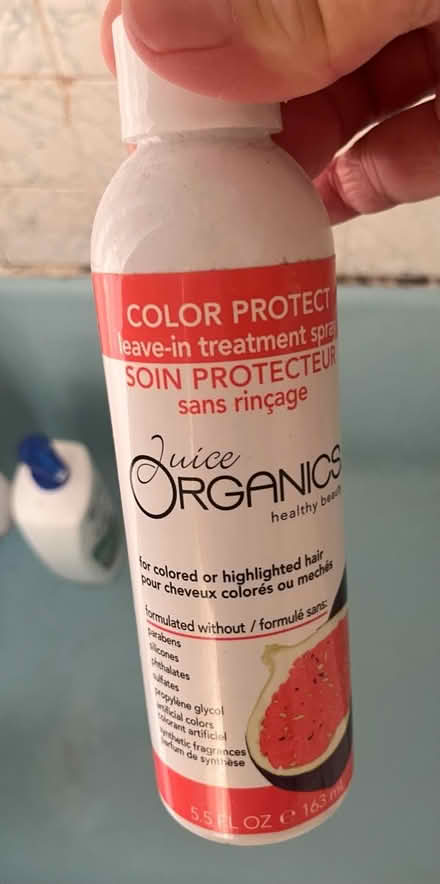 COLOR PROTECT
leave-in treatment spray
SOIN PROTECTEUR
sans rinçage
Juice
ORGANICS
healthy beauty
for colored or highlighted hair
pour cheveux colorés ou mechés
formulated without / formulé sans:
parabens
silicones
phthalates
sulfates
propylène glycol
artificial colors
colorant artificiel
synthetic fragrances
parfum de synthèse
5.5 FL OZ ℮ 163 mL